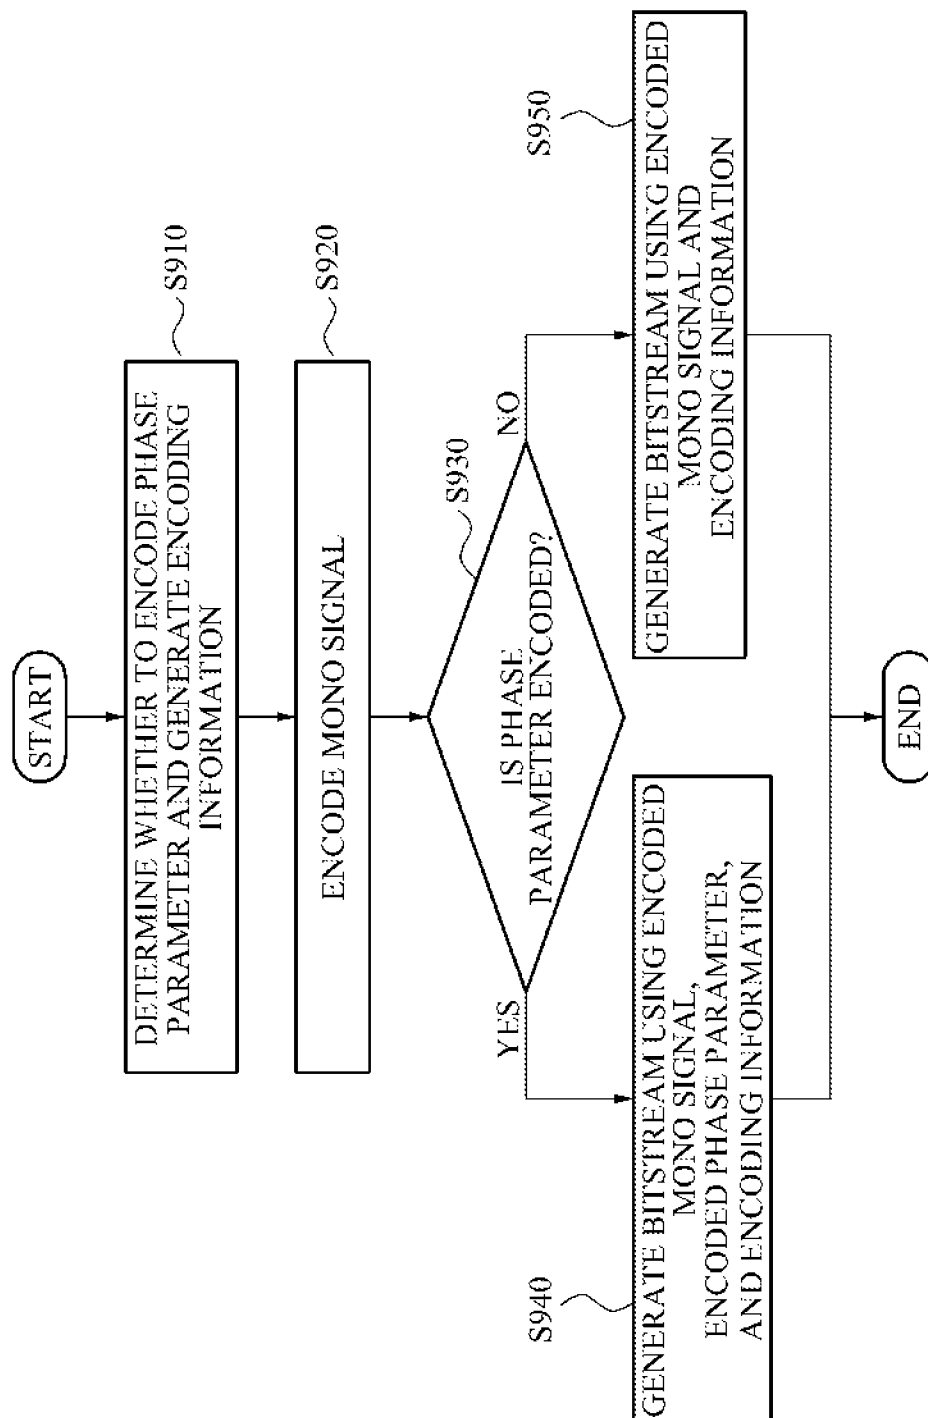 START
DETERMINE WHETHER TO ENCODE PHASE
PARAMETER AND GENERATE ENCODING
INFORMATION
S910
ENCODE MONO SIGNAL
S920
IS PHASE
PARAMETER ENCODED?
S930
YES
NO
S940
GENERATE BITSTREAM USING ENCODED
MONO SIGNAL,
ENCODED PHASE PARAMETER,
AND ENCODING INFORMATION
S950
GENERATE BITSTREAM USING ENCODED
MONO SIGNAL AND
ENCODING INFORMATION
END